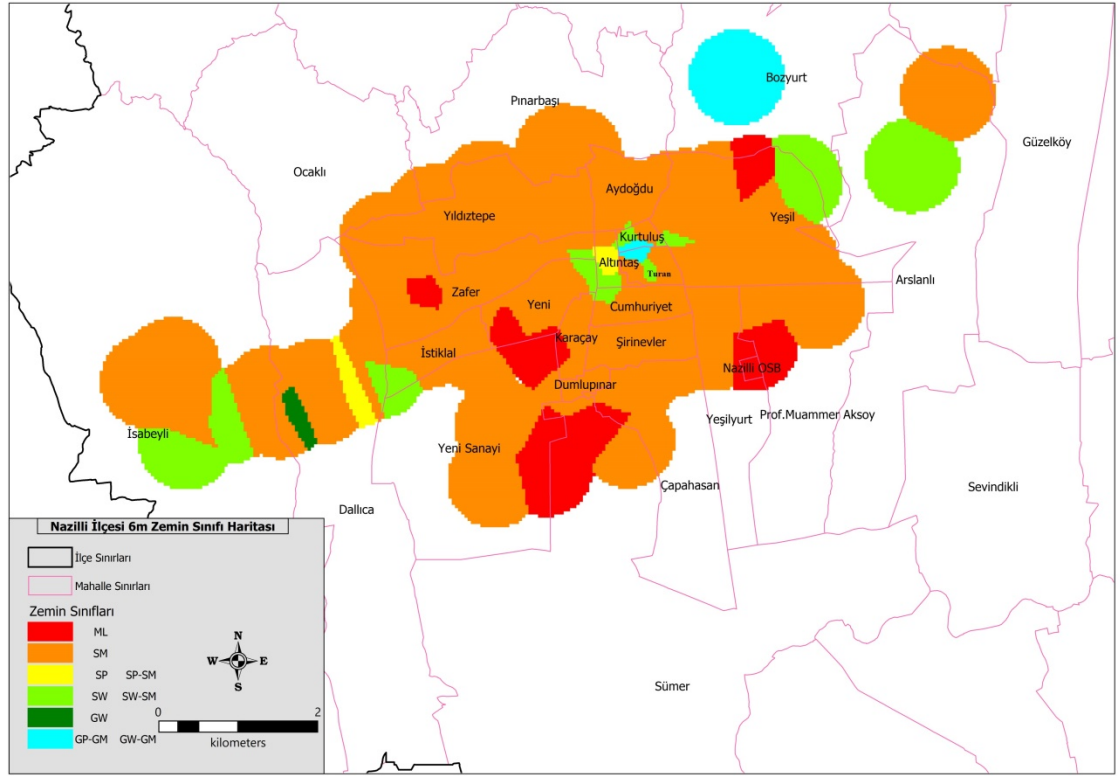 Bozyurt
Pınarbaşı
Güzelköy
Ocaklı
Aydoğdu
Yıldıztepe
Yeşil
Kurtuluş
Altıntaş
Turan
Arslanlı
Zafer
Yeni
Cumhuriyet
Karaçay
Şirinevler
İstiklal
Nazilli OSB
Dumlupınar
Yeşilyurt
Prof.Muammer Aksoy
İsabeyli
Yeni Sanayi
Çapahasan
Sevindikli
Dallıca
Sümer
Nazilli İlçesi 6m Zemin Sınıfı Haritası
İlçe Sınırları
Mahalle Sınırları
Zemin Sınıfları
ML
SM
SP SP-SM
SW SW-SM
GW
GP-GM GW-GM
N
W E
S
0 2
kilometers